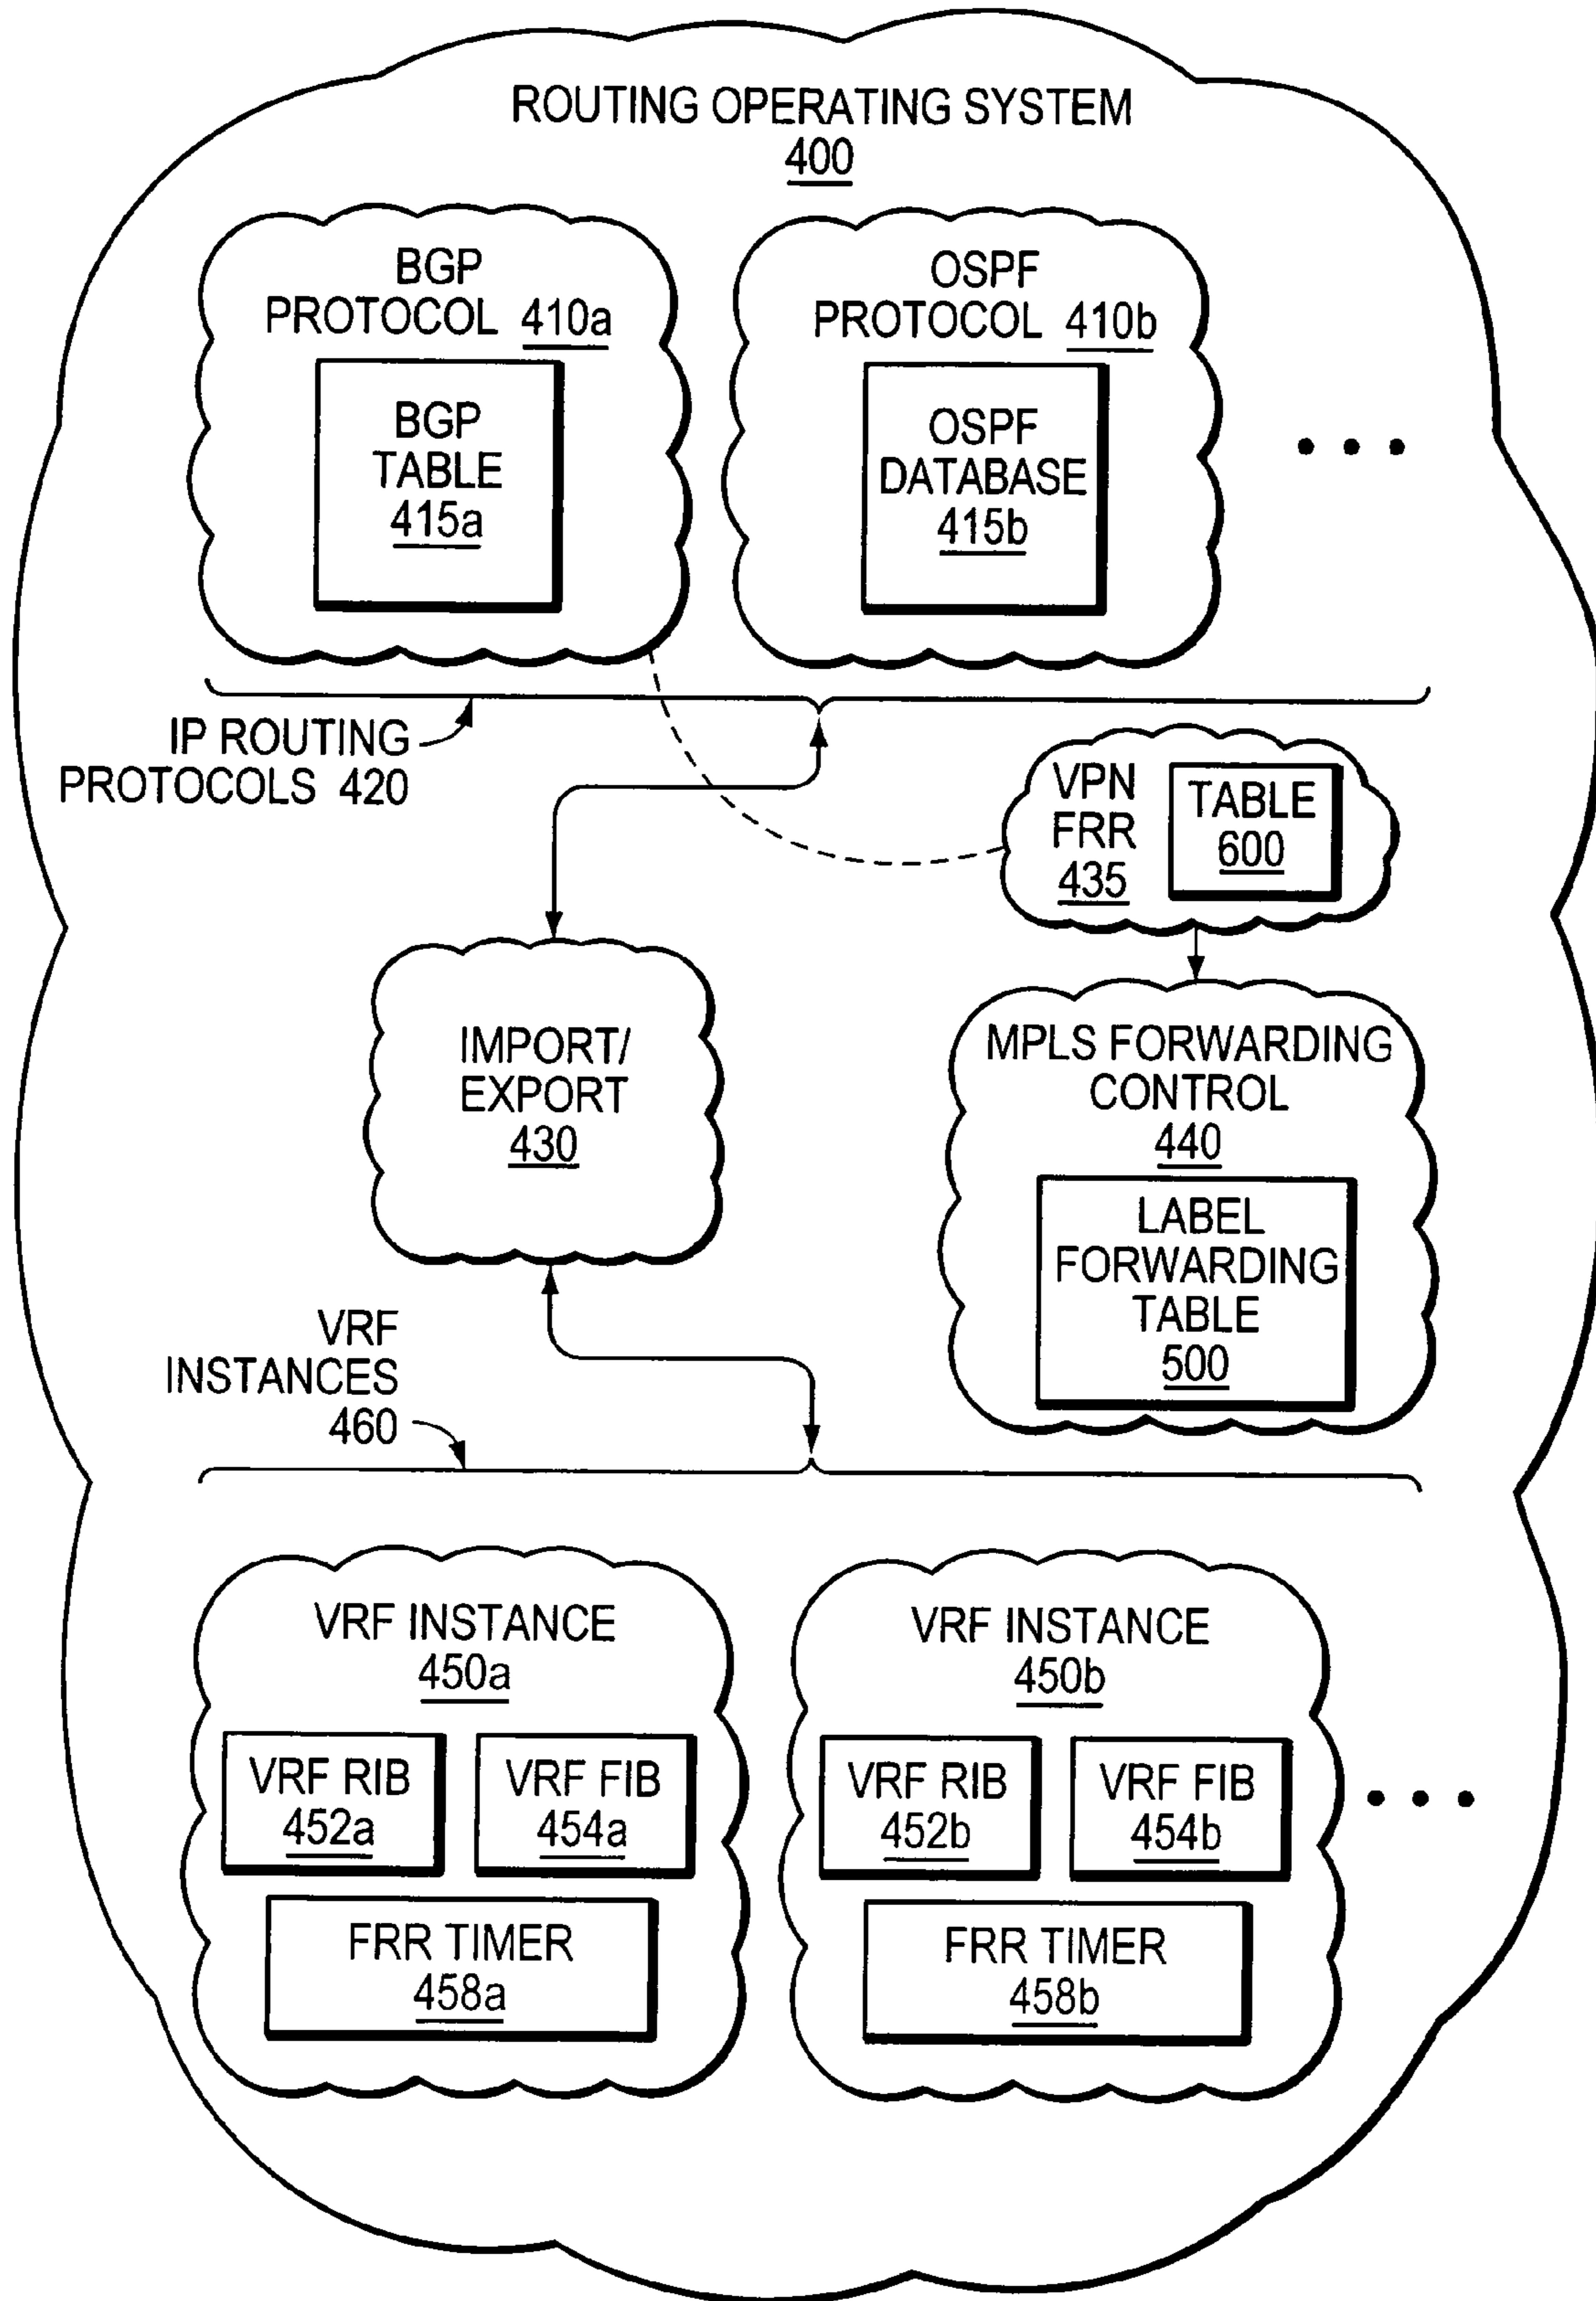 ROUTING OPERATING SYSTEM
400
BGP
PROTOCOL 410a
BGP
TABLE
415a
OSPF
PROTOCOL 410b
OSPF
DATABASE
415b
IP ROUTING
PROTOCOLS 420
VPN
FRR
435
TABLE
600
IMPORT/
EXPORT
430
MPLS FORWARDING
CONTROL
440
LABEL
FORWARDING
TABLE
500
VRF
INSTANCES
460
VRF INSTANCE
450a
VRF RIB
452a
VRF FIB
454a
FRR TIMER
458a
VRF INSTANCE
450b
VRF RIB
452b
VRF FIB
454b
FRR TIMER
458b